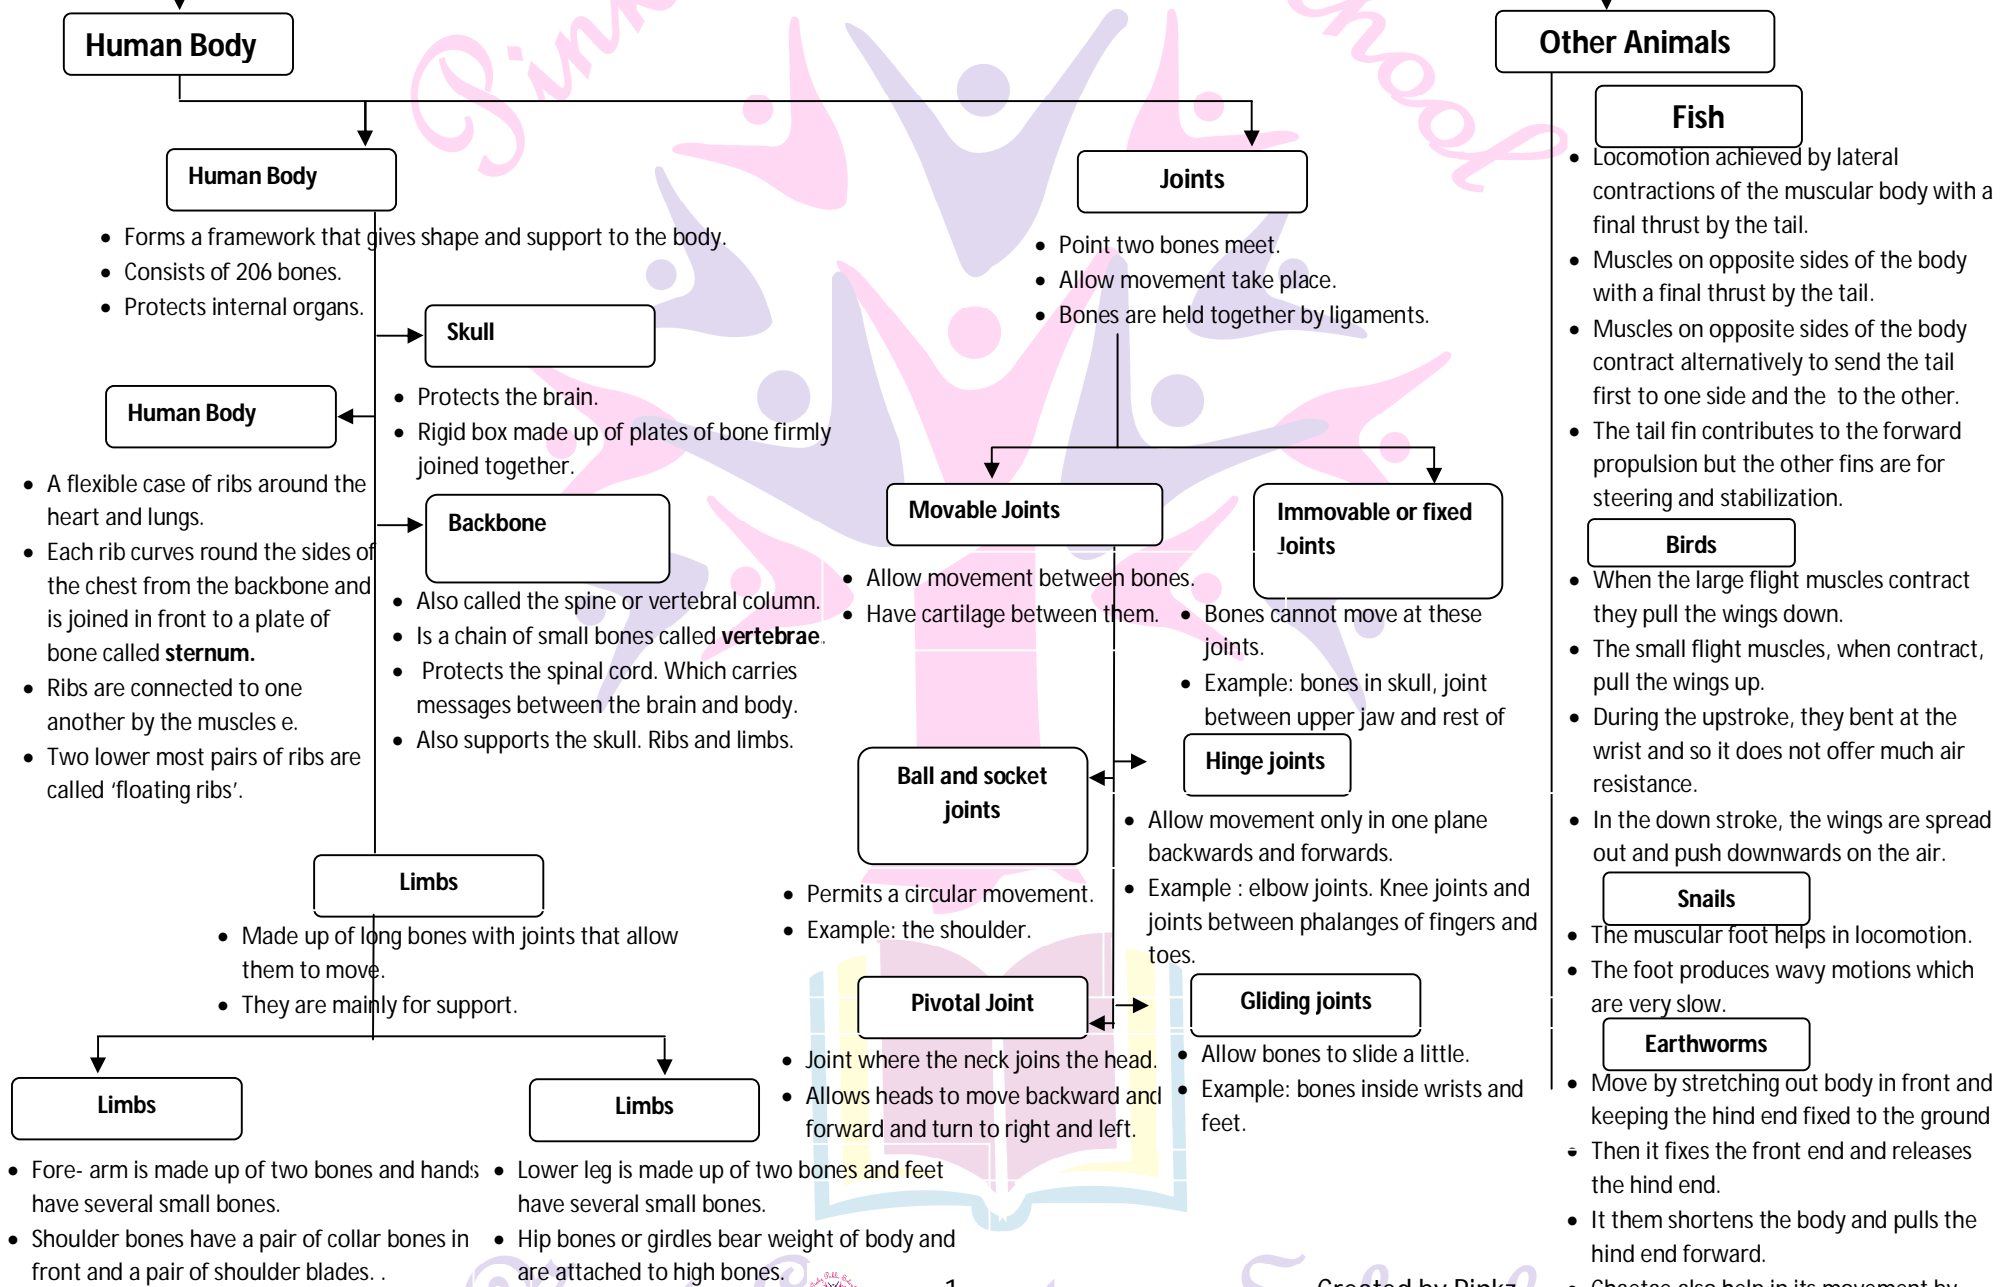 Human Body
Other Animals
Human Body
• Forms a framework that gives shape and support to the body.
• Consists of 206 bones.
• Protects internal organs.
Skull
• Protects the brain.
• Rigid box made up of plates of bone firmly
joined together.
Human Body
• A flexible case of ribs around the
heart and lungs.
• Each rib curves round the sides of
the chest from the backbone and
is joined in front to a plate of
bone called sternum.
• Ribs are connected to one
another by the muscles e.
• Two lower most pairs of ribs are
called ‘floating ribs’.
Backbone
• Also called the spine or vertebral column.
• Is a chain of small bones called vertebrae.
• Protects the spinal cord. Which carries
messages between the brain and body.
• Also supports the skull. Ribs and limbs.
Limbs
• Made up of long bones with joints that allow
them to move.
• They are mainly for support.
Limbs
• Fore- arm is made up of two bones and hands
have several small bones.
• Shoulder bones have a pair of collar bones in
front and a pair of shoulder blades. .
Limbs
• Lower leg is made up of two bones and feet
have several small bones.
• Hip bones or girdles bear weight of body and
are attached to high bones.
Joints
• Point two bones meet.
• Allow movement take place.
• Bones are held together by ligaments.
Movable Joints
• Allow movement between bones.
• Have cartilage between them.
Immovable or fixed
Joints
• Bones cannot move at these
joints.
• Example: bones in skull, joint
between upper jaw and rest of
Ball and socket
joints
• Permits a circular movement.
• Example: the shoulder.
Hinge joints
• Allow movement only in one plane
backwards and forwards.
• Example : elbow joints. Knee joints and
joints between phalanges of fingers and
toes.
Pivotal Joint
• Joint where the neck joins the head.
• Allows heads to move backward and
forward and turn to right and left.
Gliding joints
• Allow bones to slide a little.
• Example: bones inside wrists and
feet.
Fish
• Locomotion achieved by lateral
contractions of the muscular body with a
final thrust by the tail.
• Muscles on opposite sides of the body
with a final thrust by the tail.
• Muscles on opposite sides of the body
contract alternatively to send the tail
first to one side and the to the other.
• The tail fin contributes to the forward
propulsion but the other fins are for
steering and stabilization.
Birds
• When the large flight muscles contract
they pull the wings down.
• The small flight muscles, when contract,
pull the wings up.
• During the upstroke, they bent at the
wrist and so it does not offer much air
resistance.
• In the down stroke, the wings are spread
out and push downwards on the air.
Snails
• The muscular foot helps in locomotion.
• The foot produces wavy motions which
are very slow.
Earthworms
• Move by stretching out body in front and
keeping the hind end fixed to the ground
• Then it fixes the front end and releases
the hind end.
• It them shortens the body and pulls the
hind end forward.
• Chaetae also help in its movement by
1
Created by Pinkz